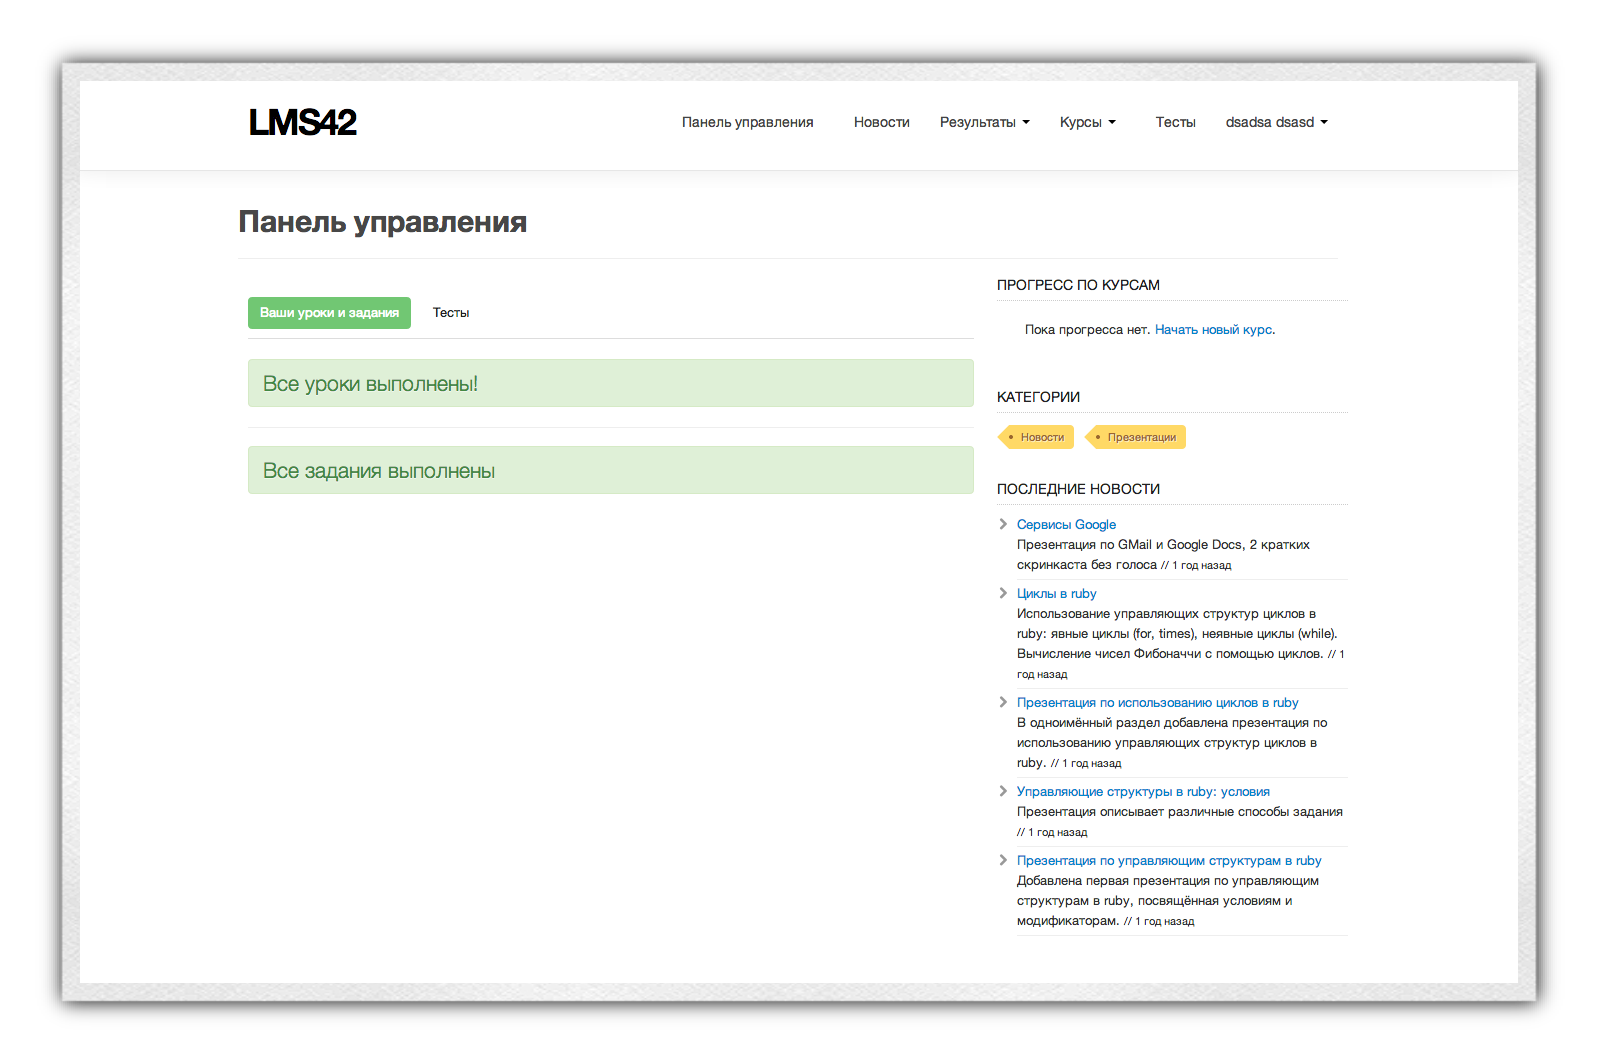 LMS42
Панель управления
Новости
Результаты
Курсы
Тесты
dsadsa dsasd
Панель управления
Ваши уроки и задания
Тесты
Все уроки выполнены!
Все задания выполнены
ПРОГРЕСС ПО КУРСАМ
Пока прогресса нет. Начать новый курс.
КАТЕГОРИИ
Новости
Презентации
ПОСЛЕДНИЕ НОВОСТИ
Сервисы Google
Презентация по GMail и Google Docs, 2 кратких
скринкаста без голоса // 1 год назад
Циклы в ruby
Использование управляющих структур циклов в
ruby: явные циклы (for, times), неявные циклы (while).
Вычисление чисел Фибоначчи с помощью циклов. // 1
год назад
Презентация по использованию циклов в ruby
В одноимённый раздел добавлена презентация по
использованию управляющих структур циклов в
ruby. // 1 год назад
Управляющие структуры в ruby: условия
Презентация описывает различные способы задания
// 1 год назад
Презентация по управляющим структурам в ruby
Добавлена первая презентация по управляющим
структурам в ruby, посвящённая условиям и
модификаторам. // 1 год назад